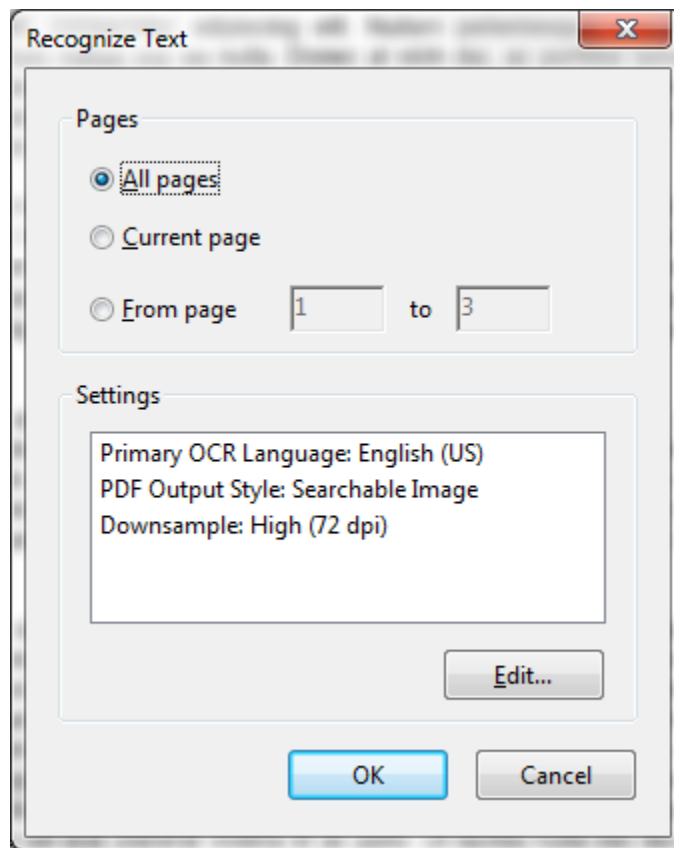 Recognize Text
Pages
All pages
Current page
From page 1 to 3
Settings
Primary OCR Language: English (US)
PDF Output Style: Searchable Image
Downsample: High (72 dpi)
Edit...
OK Cancel